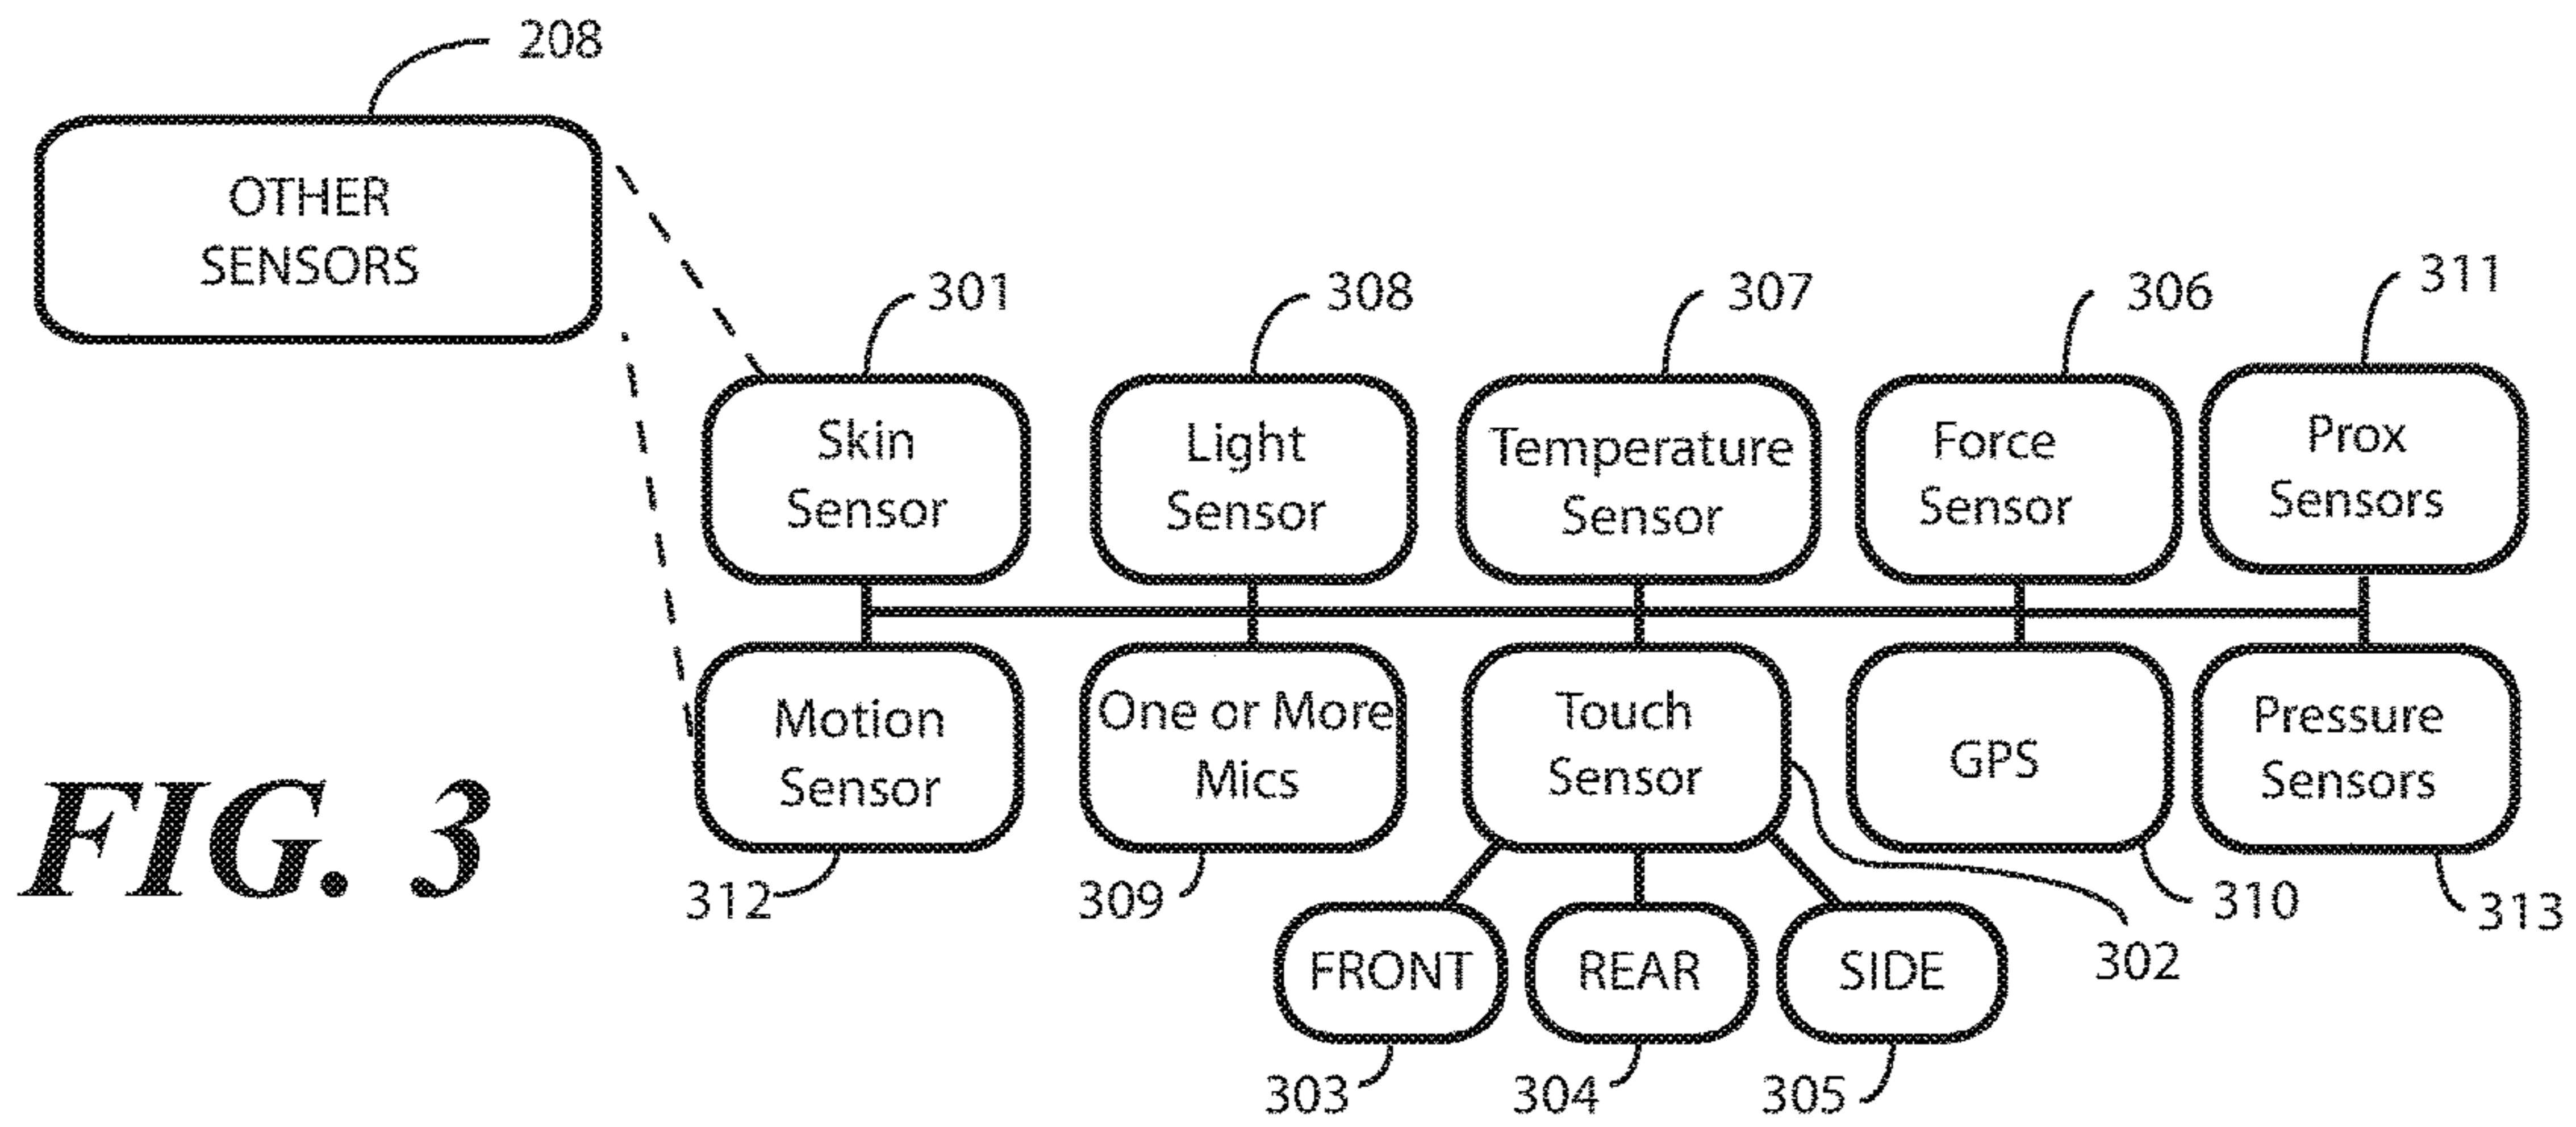 208
OTHER
SENSORS
301
308
307
306
311
Skin
Sensor
Light
Sensor
Temperature
Sensor
Force
Sensor
Prox
Sensors
Motion
Sensor
One or More
Mics
Touch
Sensor
GPS
Pressure
Sensors
FIG. 3
312
309
310
313
302
FRONT
REAR
SIDE
303
304
305